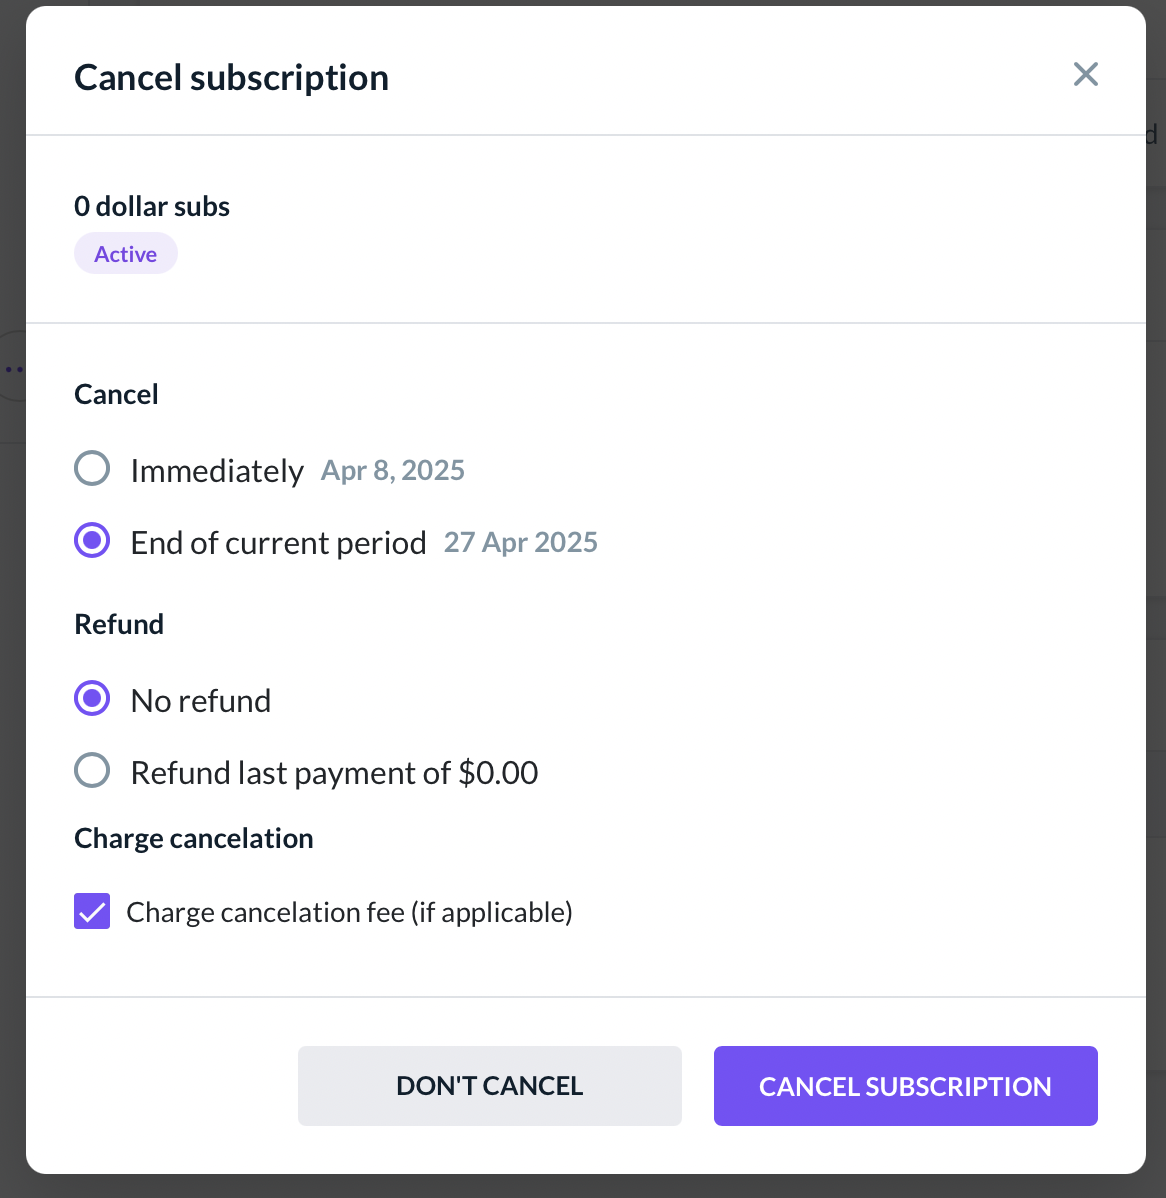 Cancel subscription
d
0 dollar subs
Active
Cancel
Immediately Apr 8, 2025
End of current period 27 Apr 2025
Refund
No refund
Refund last payment of $0.00
Charge cancelation
Charge cancelation fee (if applicable)
DON'T CANCEL
CANCEL SUBSCRIPTION